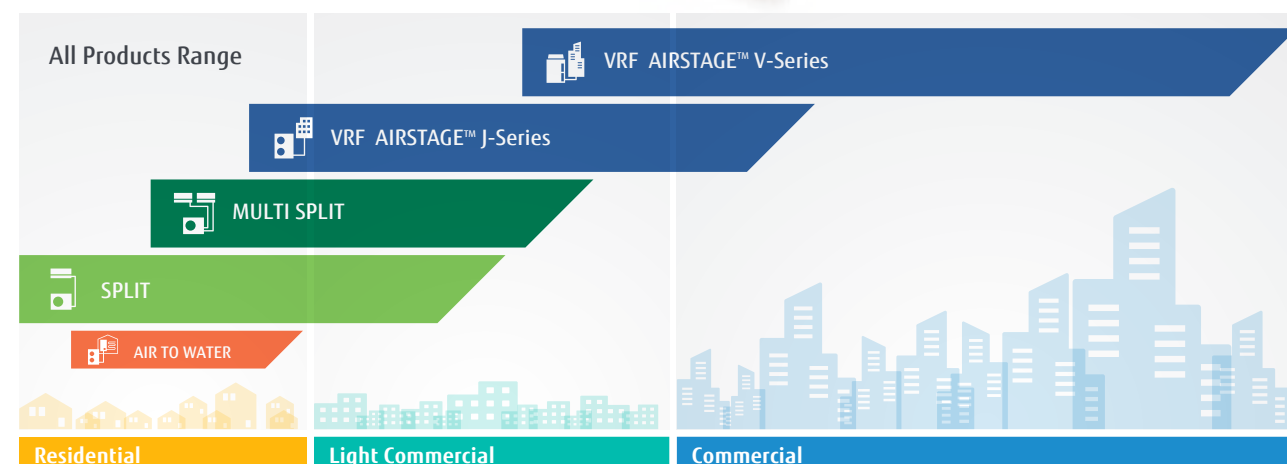 All Products Range
VRF AIRSTAGE™ V-Series
VRF AIRSTAGE™ J-Series
MULTI SPLIT
SPLIT
AIR TO WATER
Residential
Light Commercial
Commercial